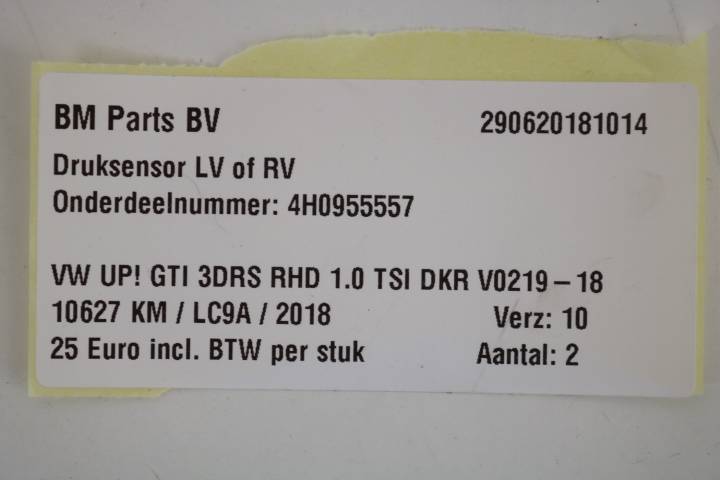 BM Parts BV 290620181014
Druksensor LV of RV
Onderdeelnummer: 4H0955557
VW UP! GTI 3DRS RHD 1.0 TSI DKR V0219-18
10627 KM / LC9A / 2018 Verz: 10
25 Euro incl. BTW per stuk Aantal: 2